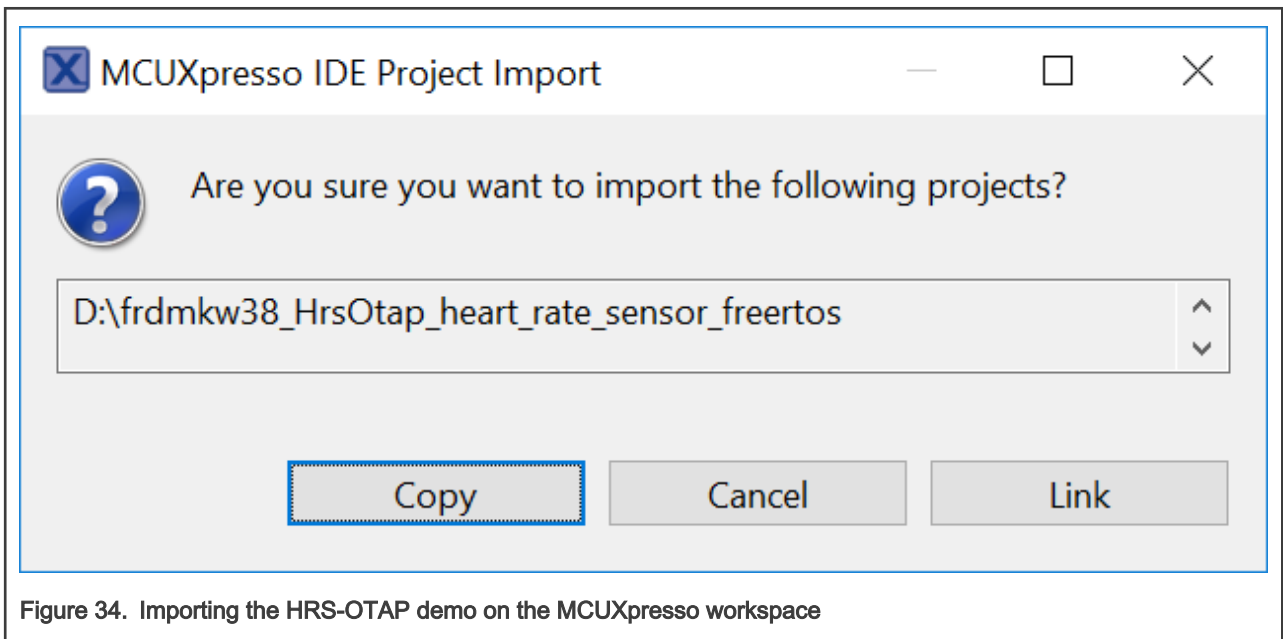 MCUXpresso IDE Project Import
Are you sure you want to import the following projects?
D:\frdmkw38_HrsOtap_heart_rate_sensor_freertos
Copy Cancel Link
Figure 34. Importing the HRS-OTAP demo on the MCUXpresso workspace